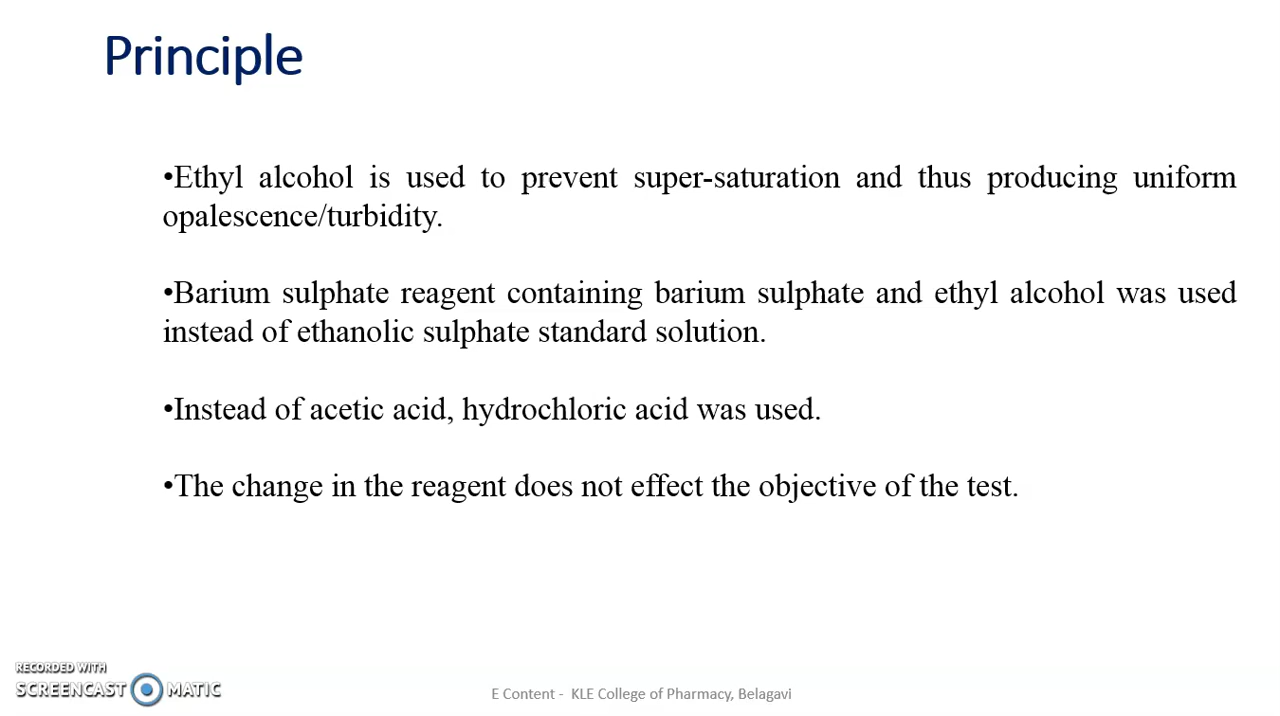 Principle
•Ethyl alcohol is used to prevent super-saturation and thus producing uniform
opalescence/turbidity.
•Barium sulphate reagent containing barium sulphate and ethyl alcohol was used
instead of ethanolic sulphate standard solution.
•Instead of acetic acid, hydrochloric acid was used.
•The change in the reagent does not effect the objective of the test.
RECORDED WITH
SCREENCAST MATIC
E Content - KLE College of Pharmacy, Belagavi